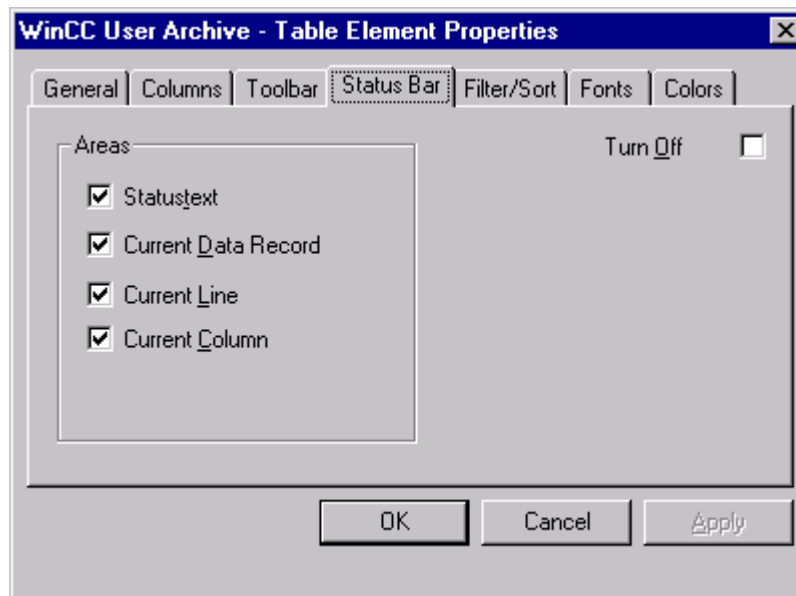 WinCC User Archive - Table Element Properties
General Columns Toolbar Status Bar Filter/Sort Fonts Colors
Areas
Turn Off
Statustext
Current Data Record
Current Line
Current Column
OK Cancel Apply